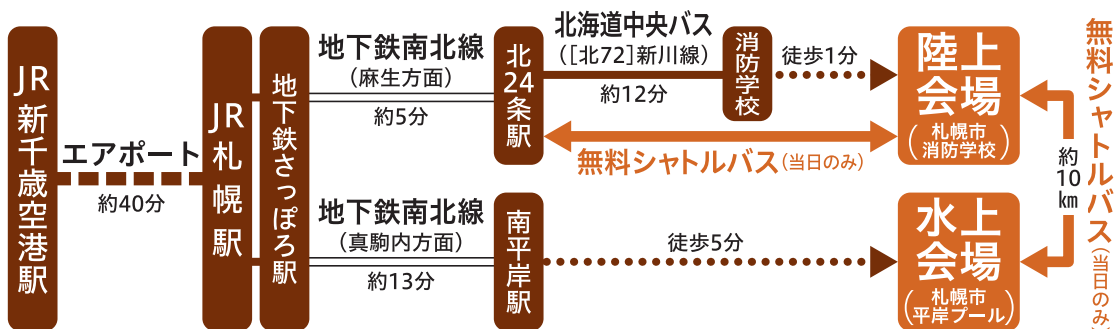 JR新千歳空港駅
エアポート
約40分
JR札幌駅
地下鉄さっぽろ駅
地下鉄南北線
（麻生方面）
約5分
北24条駅
北海道中央バス
（［北72］新川線）
約12分
消防学校
徒歩1分
無料シャトルバス（当日のみ）
陸上
会場
（札幌市
消防学校）
地下鉄南北線
（真駒内方面）
約13分
南平岸駅
徒歩5分
水上
会場
（札幌市
平岸プール）
約10km
無料シャトルバス（当日のみ）